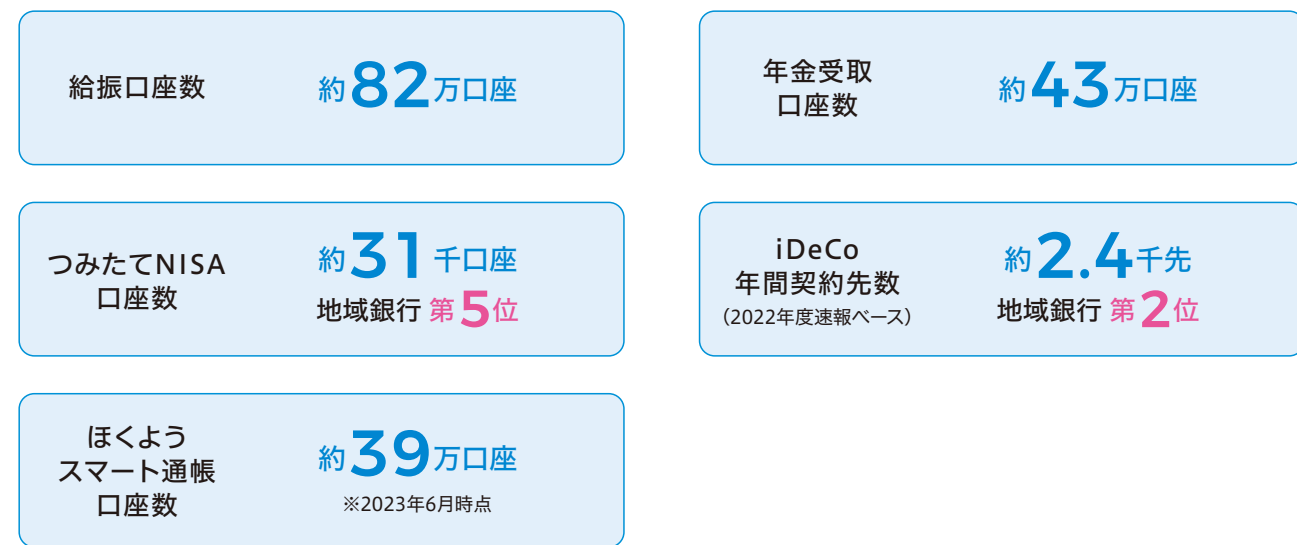 給振口座数
約82万口座
年金受取
口座数
約43万口座
つみたてNISA
口座数
約31千口座
地域銀行 第5位
iDeCo
年間契約先数
(2022年度速報ベース)
約2.4千先
地域銀行 第2位
ほくよう
スマート通帳
口座数
約39万口座
※2023年6月時点